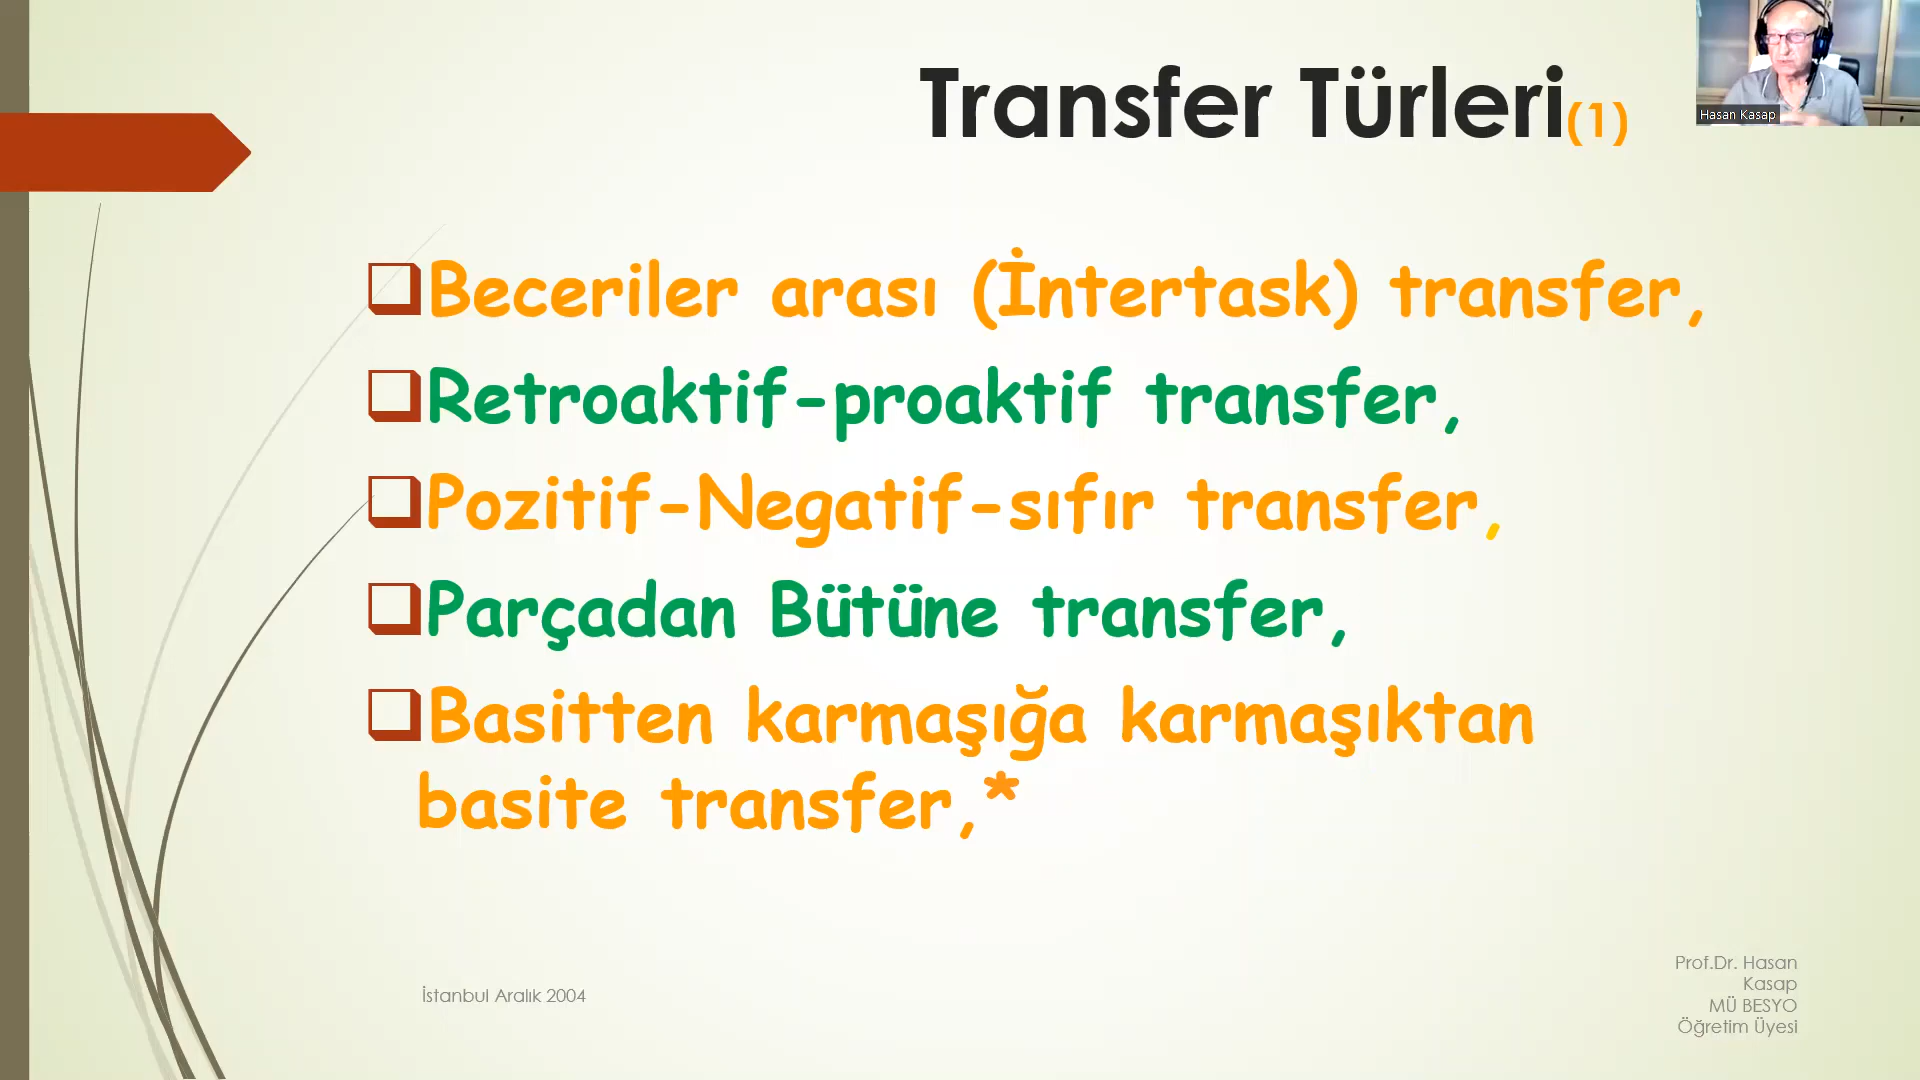 Transfer Türleri(1)
Hasan Kasap
Beceriler arası (İntertask) transfer,
Retroaktif-proaktif transfer,
Pozitif-Negatif-sıfır transfer,
Parçadan Bütüne transfer,
Basitten karmaşığa karmaşıktan
basite transfer,*
İstanbul Aralık 2004
Prof.Dr. Hasan
Kasap
MÜ BESYO
Öğretim Üyesi